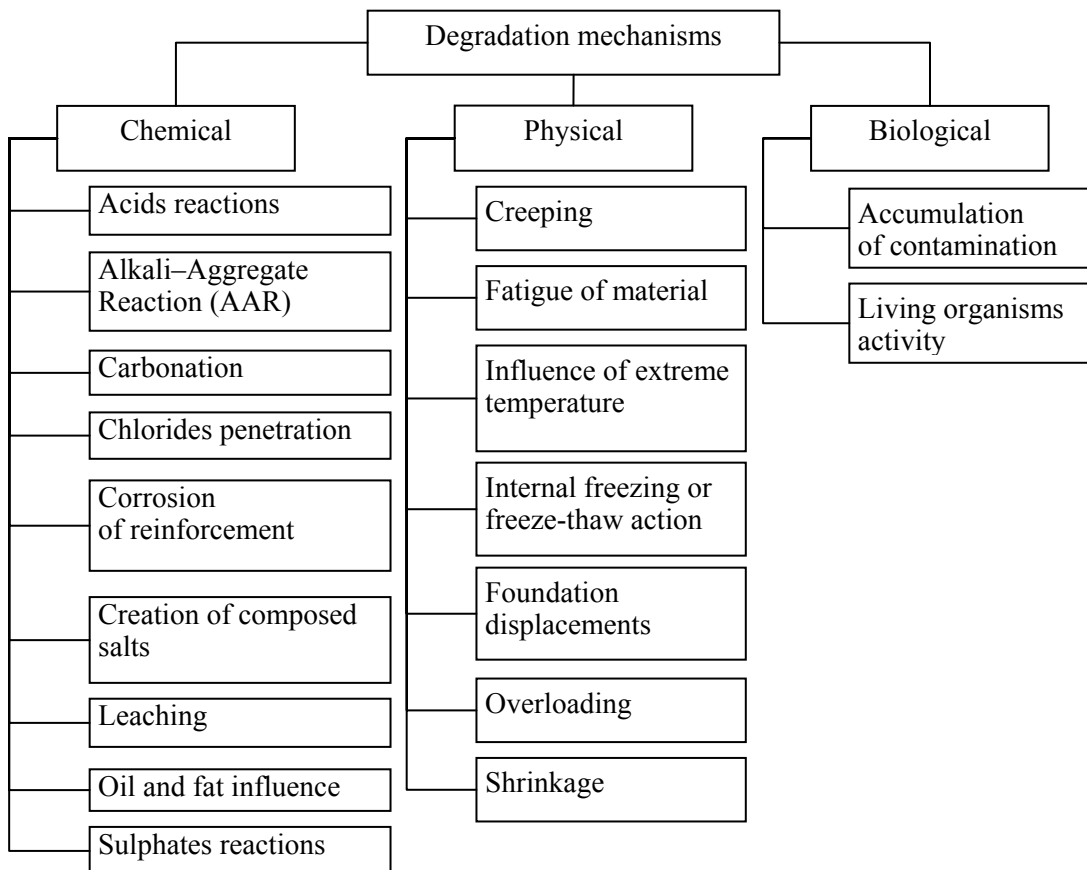 Degradation mechanisms
Chemical
Acids reactions
Alkali–Aggregate
Reaction (AAR)
Carbonation
Chlorides penetration
Corrosion
of reinforcement
Creation of composed
salts
Leaching
Oil and fat influence
Sulphates reactions
Physical
Creeping
Fatigue of material
Influence of extreme
temperature
Internal freezing or
freeze-thaw action
Foundation
displacements
Overloading
Shrinkage
Biological
Accumulation
of contamination
Living organisms
activity